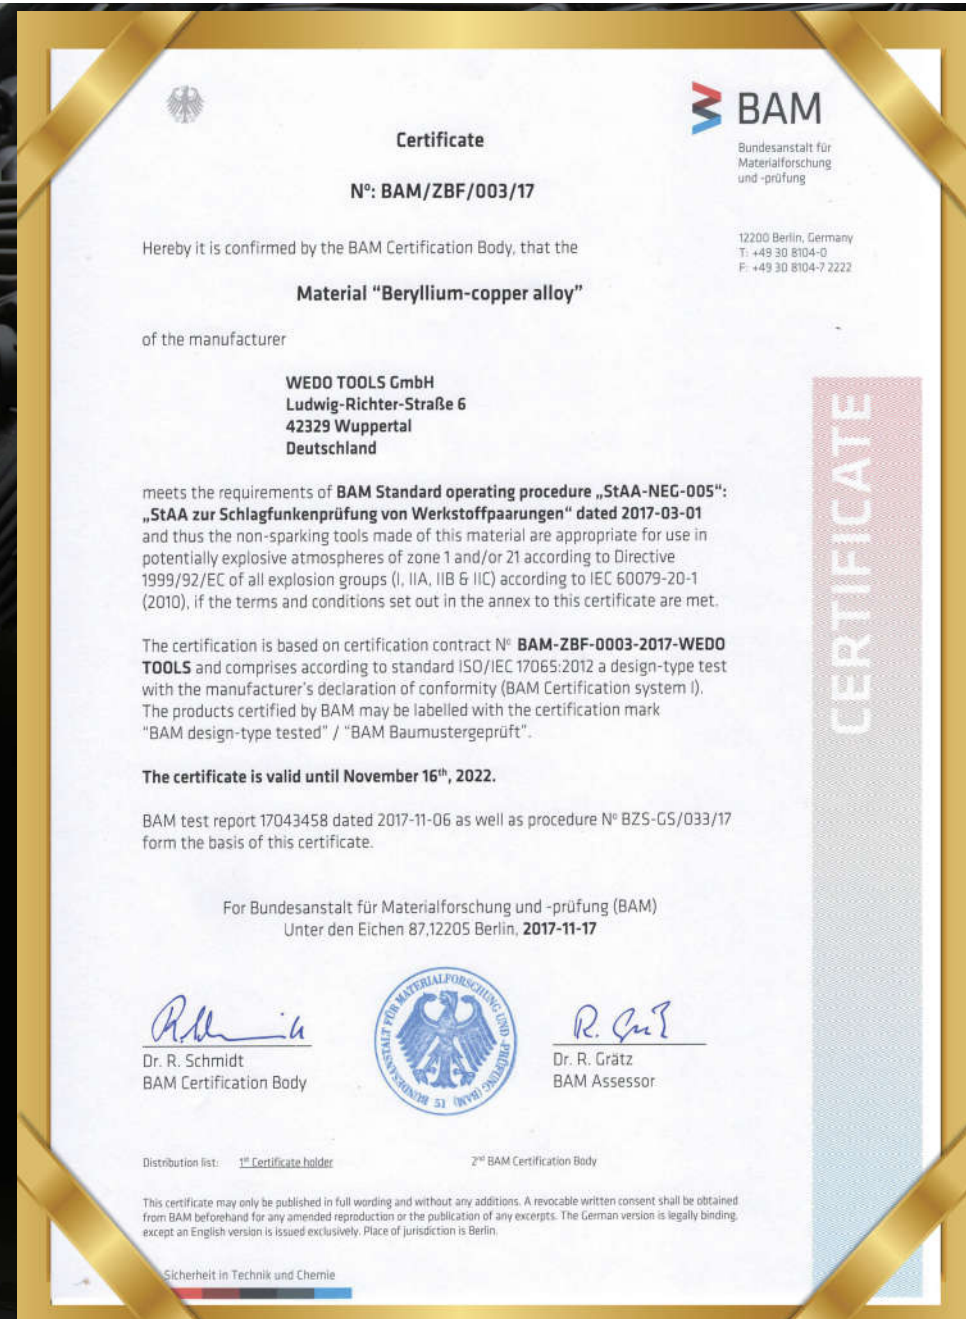 BAM
Bundesanstalt für
Materialforschung
und -prüfung
Certificate
Nº: BAM/ZBF/003/17
12200 Berlin, Germany
T: +49 30 8104-0
F: +49 30 8104-7 2222
Hereby it is confirmed by the BAM Certification Body, that the
Material “Beryllium-copper alloy”
of the manufacturer
WEDO TOOLS GmbH
Ludwig-Richter-Straße 6
42329 Wuppertal
Deutschland
meets the requirements of BAM Standard operating procedure „StAA-NEG-005“:
„StAA zur Schlagfunkenprüfung von Werkstoffpaarungen“ dated 2017-03-01
and thus the non-sparking tools made of this material are appropriate for use in
potentially explosive atmospheres of zone 1 and/or 21 according to Directive
1999/92/EC of all explosion groups (I, IIA, IIB & IIC) according to IEC 60079-20-1
(2010), if the terms and conditions set out in the annex to this certificate are met.
The certification is based on certification contract Nº BAM-ZBF-0003-2017-WEDO
TOOLS and comprises according to standard ISO/IEC 17065:2012 a design-type test
with the manufacturer's declaration of conformity (BAM Certification system I).
The products certified by BAM may be labelled with the certification mark
“BAM design-type tested” / “BAM Baumustergeprüft”.
The certificate is valid until November 16th, 2022.
BAM test report 17043458 dated 2017-11-06 as well as procedure Nº BZS-GS/033/17
form the basis of this certificate.
For Bundesanstalt für Materialforschung und -prüfung (BAM)
Unter den Eichen 87,12205 Berlin, 2017-11-17
BUNDESANSTALT FÜR MATERIALFORSCHUNG UND -PRÜFUNG (BAM)
51
Dr. R. Schmidt
BAM Certification Body
Dr. R. Grätz
BAM Assessor
Distribution list: 1st Certificate holder 2nd BAM Certification Body
This certificate may only be published in full wording and without any additions. A revocable written consent shall be obtained
from BAM beforehand for any amended reproduction or the publication of any excerpts. The German version is legally binding,
except an English version is issued exclusively. Place of jurisdiction is Berlin.
Sicherheit in Technik und Chemie
CERTIFICATE